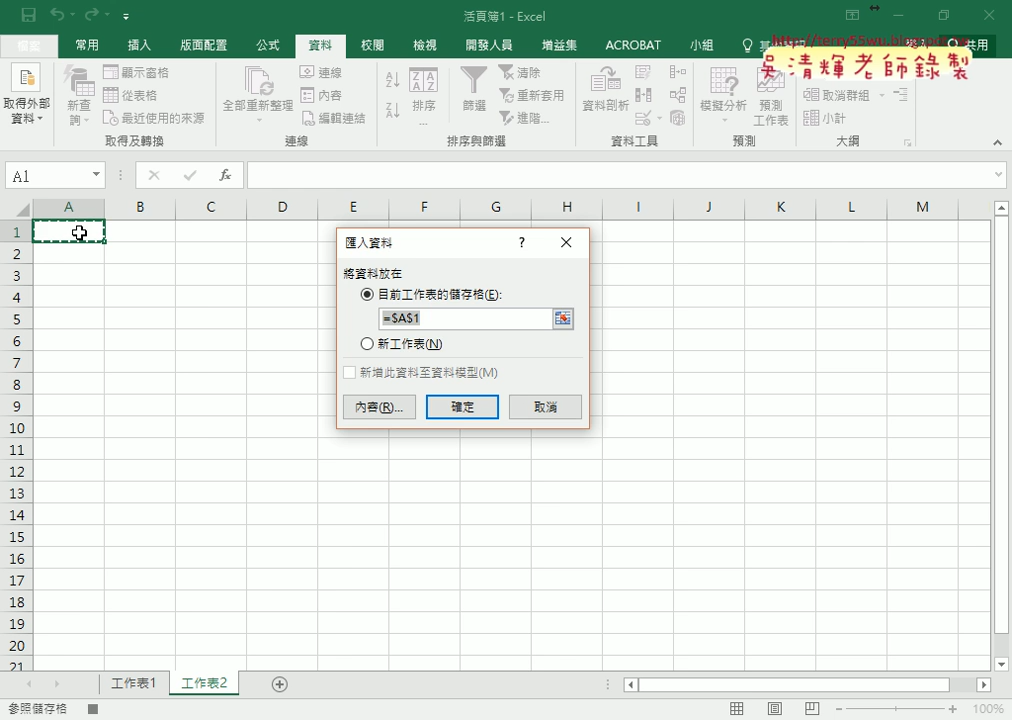 活頁簿1 - Excel
檔案 常用 插入 版面配置 公式 資料 校閱 檢視 開發人員 增益集 ACROBAT 小組 共用
http://terry55wu.blogspot.tw
吳清輝老師錄製
取得外部資料
新查詢
顯示窗格
從表格
最近使用的來源
取得及轉換
全部重新整理
連線
內容
編輯連結
連線
排序...
篩選
清除
重新套用
進階...
排序與篩選
資料剖析
資料工具
模擬分析
預測工作表
預測
取消群組
小計
大綱
A1
fx
A B C D E F G H I J K L M
1
2
3
4
5
6
7
8
9
10
11
12
13
14
15
16
17
18
19
20
21
匯入資料 ?
將資料放在
目前工作表的儲存格(E):
=$A$1
新工作表(N)
新增此資料至資料模型(M)
內容(R)... 確定 取消
工作表1 工作表2
參照儲存格
100%